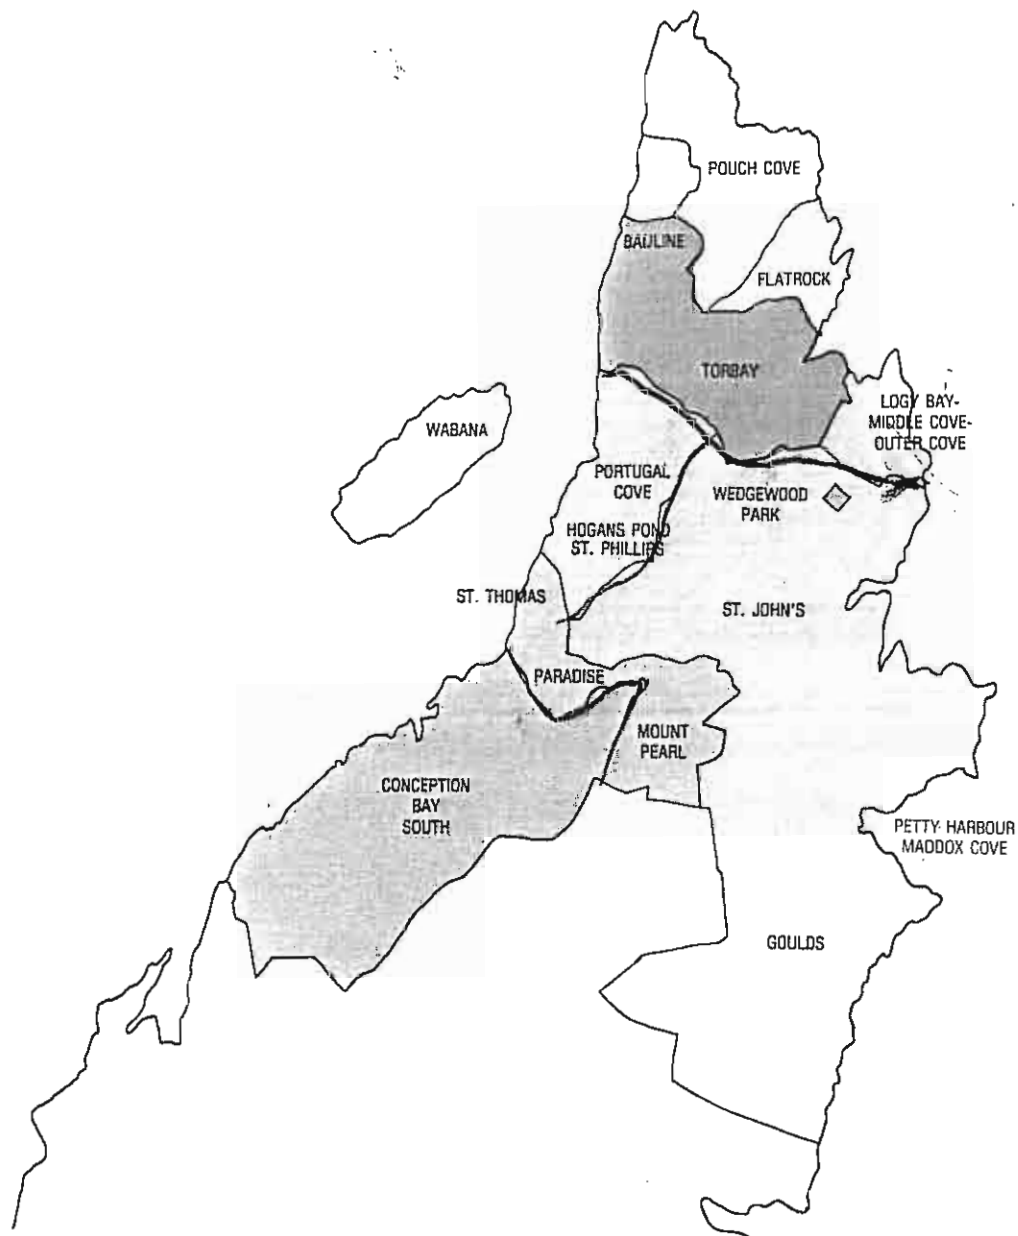 POUCH COVE
BAULINE
FLATROCK
TORBAY
LOGY BAY-
MIDDLE COVE-
OUTER COVE
WABANA
PORTUGAL
COVE
WEDGEWOOD
PARK
HOGANS POND
ST. PHILLIPS
ST. THOMAS
ST. JOHN'S
PARADISE
MOUNT
PEARL
CONCEPTION
BAY
SOUTH
PETTY HARBOUR
MADDOX COVE
GOULDS